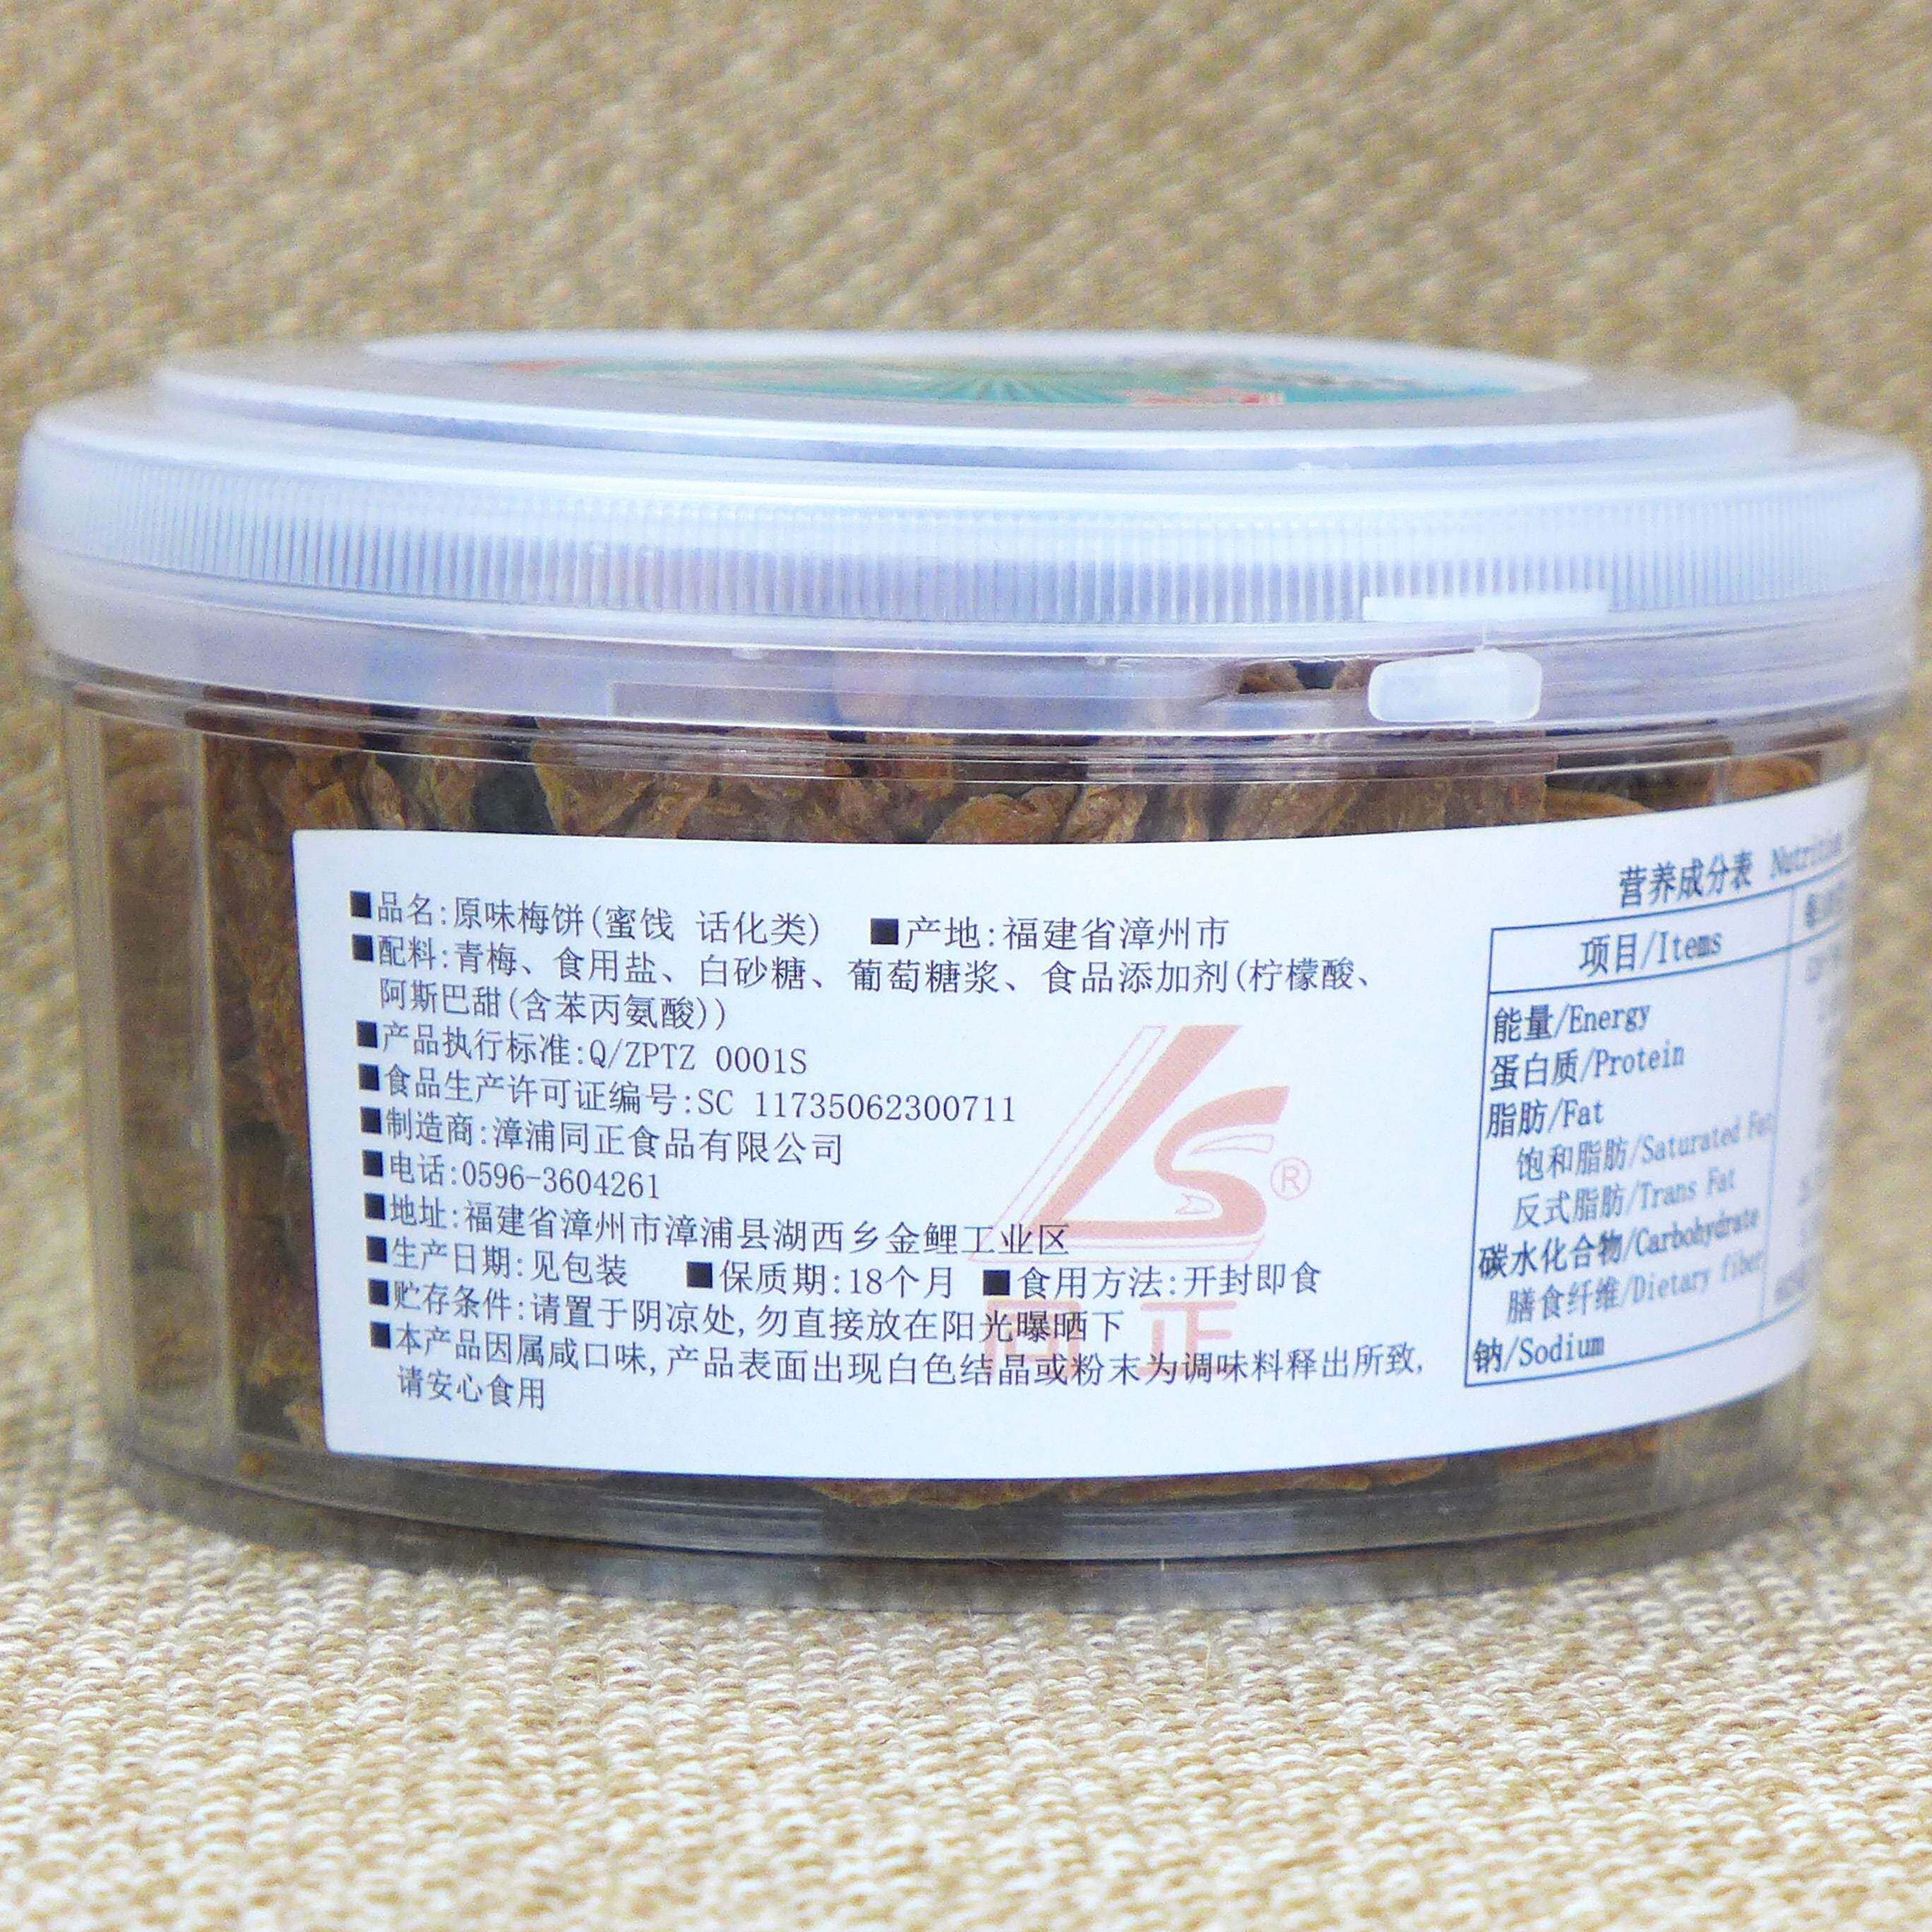 ■品名:原味梅饼(蜜饯 话化类) ■产地:福建省漳州市
■配料:青梅、食用盐、白砂糖、葡萄糖浆、食品添加剂(柠檬酸、
阿斯巴甜(含苯丙氨酸))
■产品执行标准:Q/ZPTZ 0001S
■食品生产许可证编号:SC 11735062300711
■制造商:漳浦同正食品有限公司
■电话:0596-3604261
■地址:福建省漳州市漳浦县湖西乡金鲤工业区
■生产日期:见包装 ■保质期:18个月 ■食用方法:开封即食
■贮存条件:请置于阴凉处,勿直接放在阳光曝晒下
■本产品因属咸口味,产品表面出现白色结晶或粉末为调味料释出所致,
请安心食用
®
同正
营养成分表 Nutrition
项目/Items
能量/Energy
蛋白质/Protein
脂肪/Fat
饱和脂肪/Saturated Fat
反式脂肪/Trans Fat
碳水化合物/Carbohydrate
膳食纤维/Dietary fiber
钠/Sodium